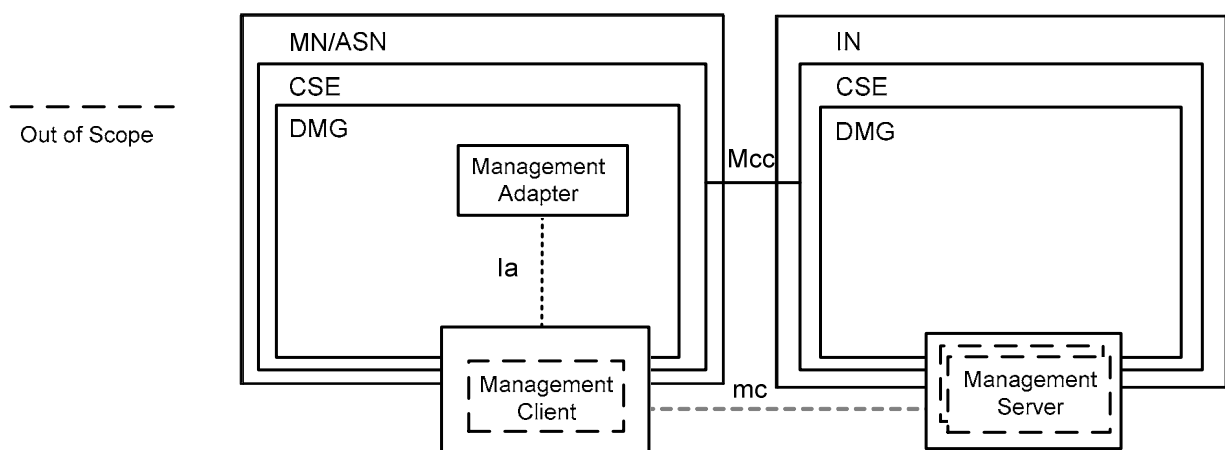 Out of Scope
MN/ASN
CSE
DMG
Management
Adapter
Ia
Management
Client
Mcc
mc
IN
CSE
DMG
Management
Server